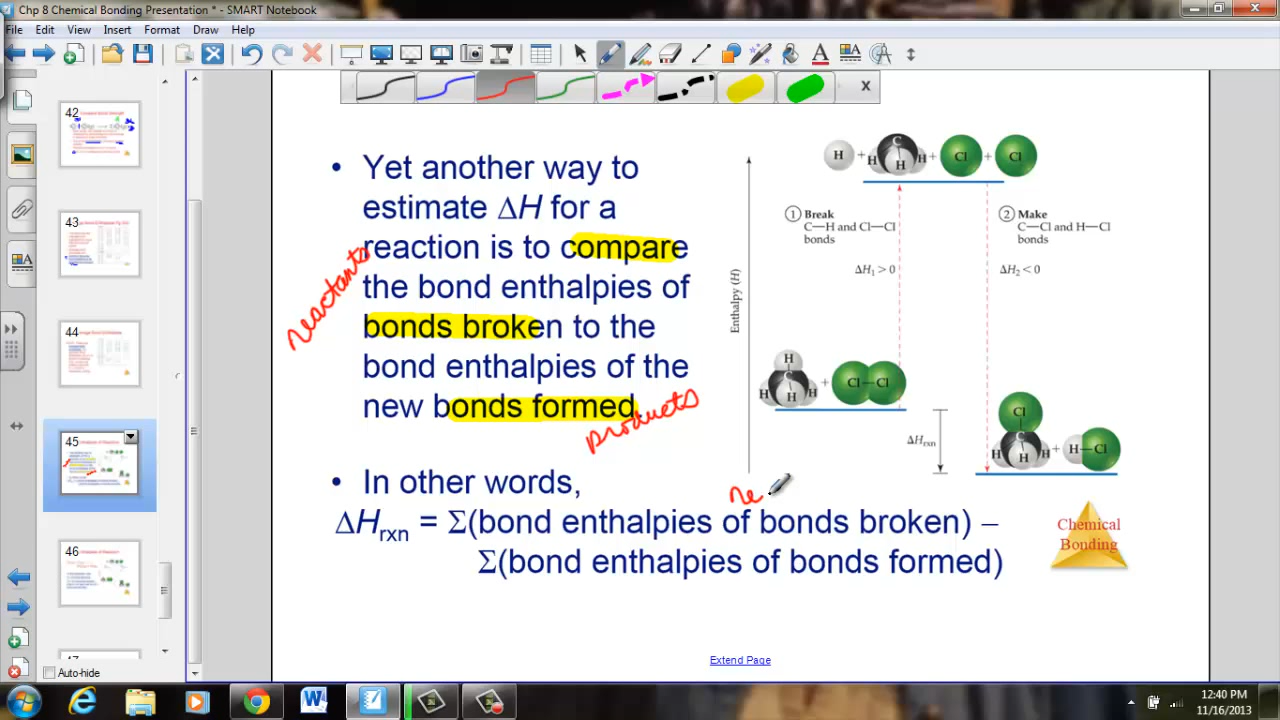 Chp 8 Chemical Bonding Presentation * - SMART Notebook
File Edit View Insert Format Draw Help
A
A
X
42
43
44
45
46
Auto-hide
• Yet another way to
estimate ΔH for a
reaction is to compare
the bond enthalpies of
bonds broken to the
bond enthalpies of the
new bonds formed.
reactants
products
• In other words,
re
ΔHrxn = Σ(bond enthalpies of bonds broken) –
Σ(bond enthalpies of bonds formed)
H + H C H H + Cl + Cl
1 Break
C—H and Cl—Cl
bonds
ΔH1 > 0
2 Make
C—Cl and H—Cl
bonds
ΔH2 < 0
Enthalpy (H)
H
H C H H + Cl—Cl
ΔHrxn
Cl
H C H H + H—Cl
Chemical
Bonding
Extend Page
12:40 PM
11/16/2013